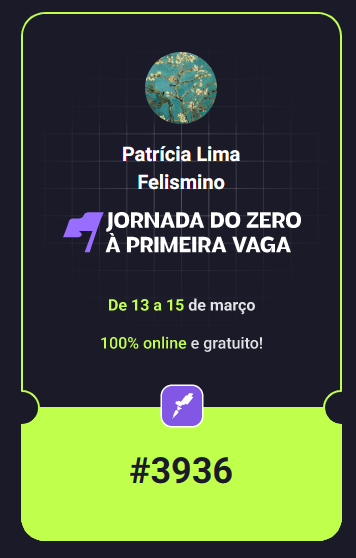 Patrícia Lima
Felismino
JORNADA DO ZERO
À PRIMEIRA VAGA
De 13 a 15 de março
100% online e gratuito!
#3936